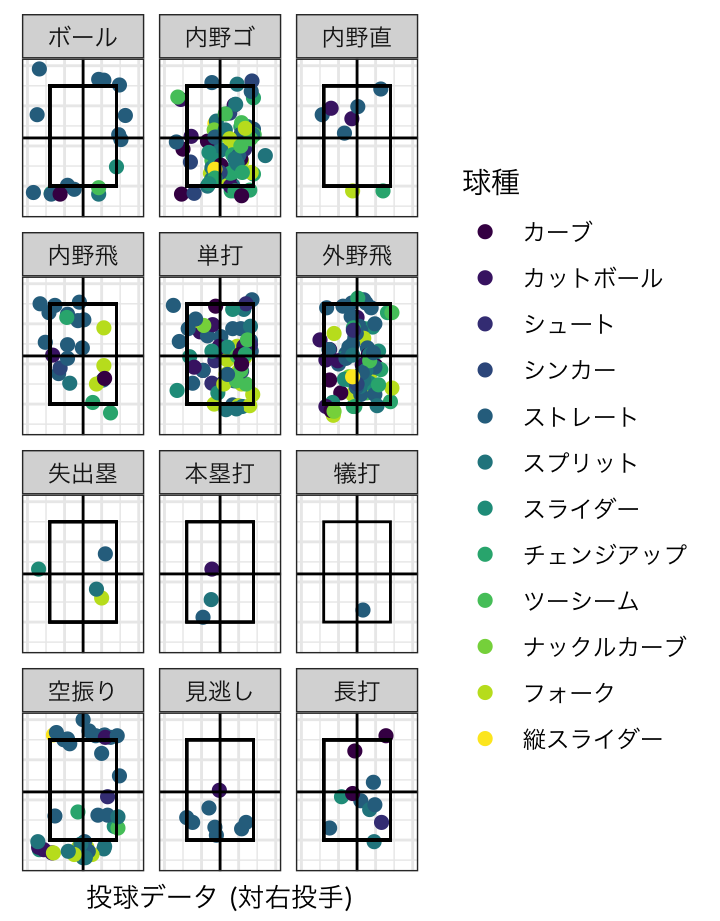 ボール 内野ゴ 内野直
内野飛 単打 外野飛
失出塁 本塁打 犠打
空振り 見逃し 長打
球種
カーブ
カットボール
シュート
シンカー
ストレート
スプリット
スライダー
チェンジアップ
ツーシーム
ナックルカーブ
フォーク
縦スライダー
投球データ (対右投手)